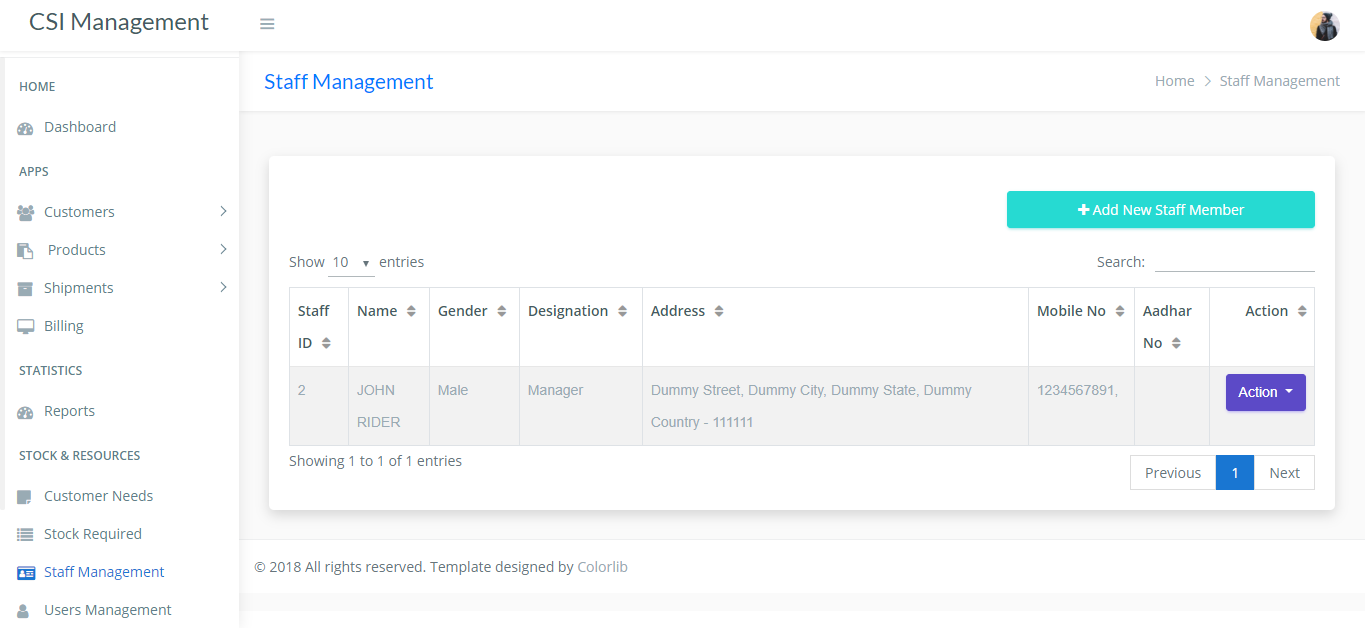 CSI Management
Staff Management
Home > Staff Management
HOME
Dashboard
APPS
Customers
Products
Shipments
Billing
STATISTICS
Reports
STOCK & RESOURCES
Customer Needs
Stock Required
Staff Management
Users Management
+ Add New Staff Member
Show 10 entries
Search:
Staff ID Name Gender Designation Address Mobile No Aadhar No Action
2 JOHN RIDER Male Manager Dummy Street, Dummy City, Dummy State, Dummy Country - 111111 1234567891, Action
Showing 1 to 1 of 1 entries
Previous 1 Next
© 2018 All rights reserved. Template designed by Colorlib